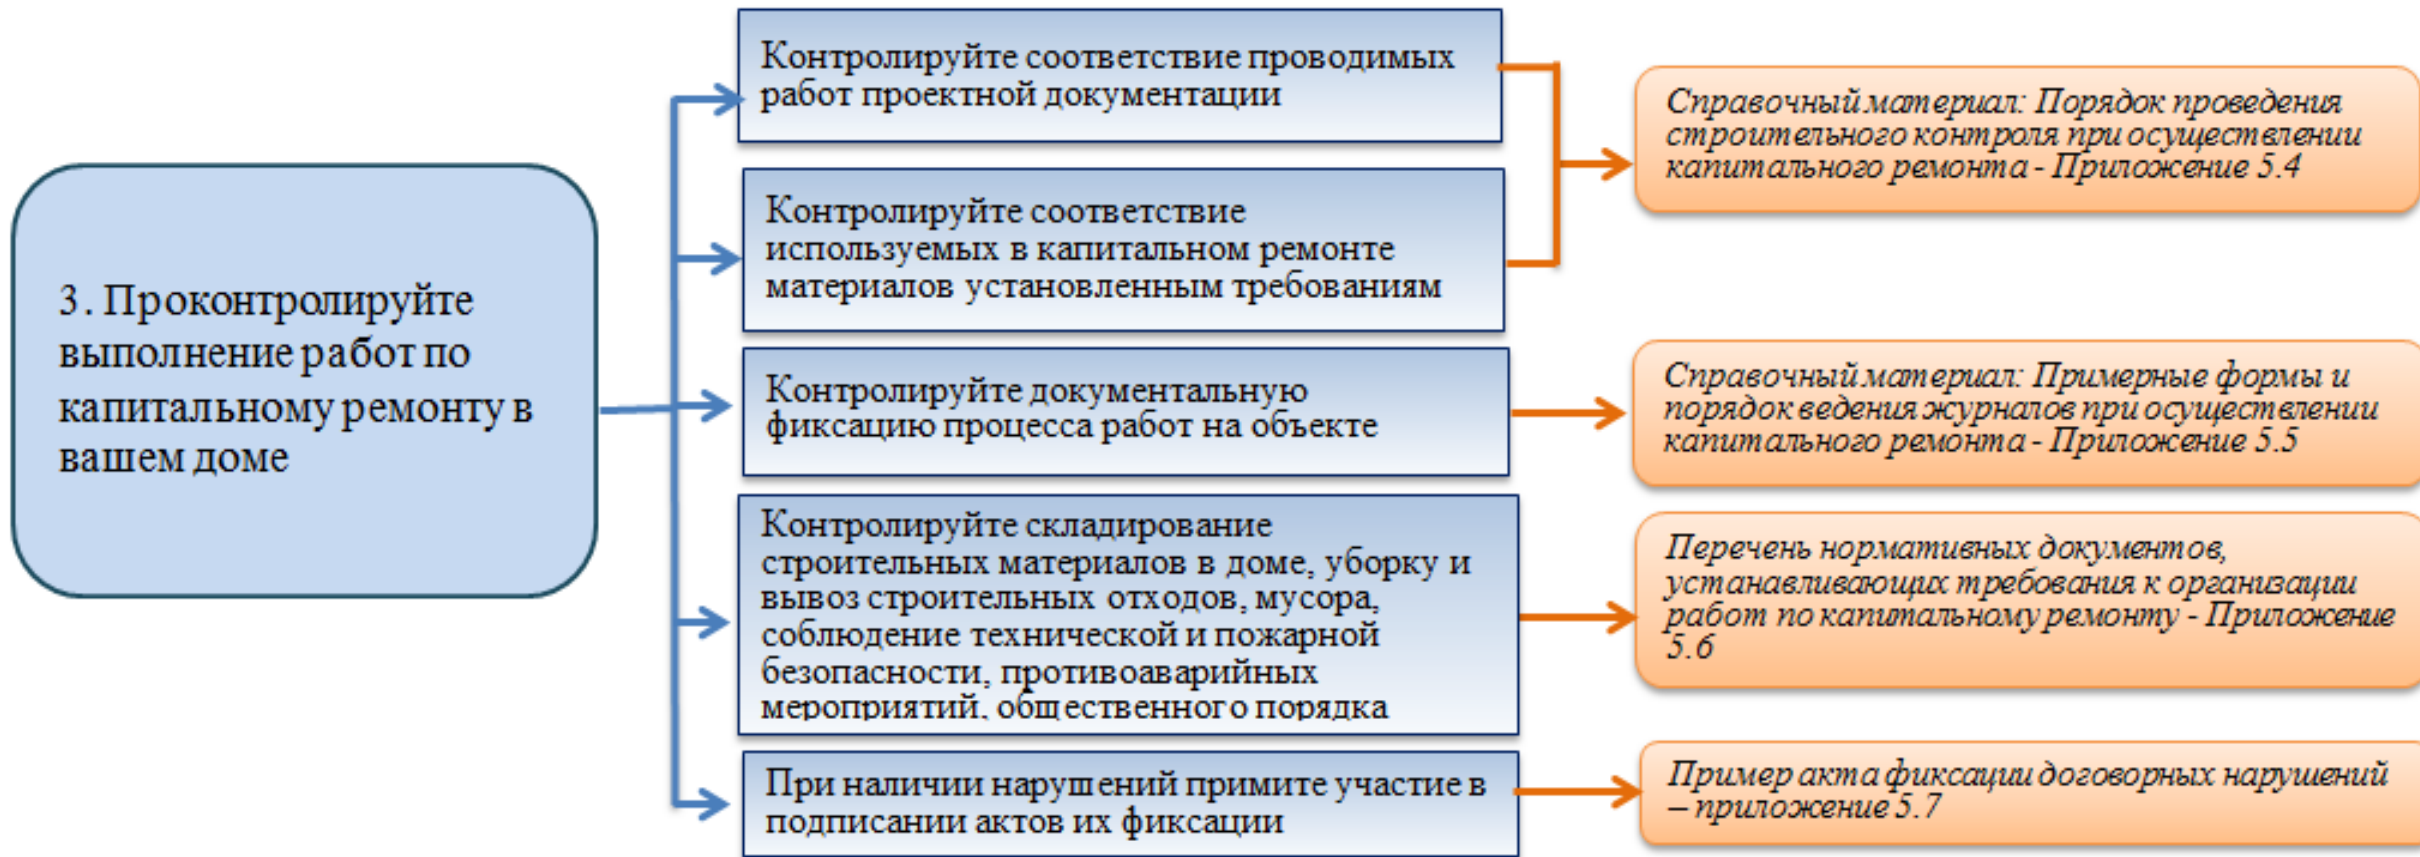 3. Проконтролируйте
выполнение работ по
капитальному ремонту в
вашем доме
Контролируйте соответствие проводимых
работ проектной документации
Контролируйте соответствие
используемых в капитальном ремонте
материалов установленным требованиям
Контролируйте документальную
фиксацию процесса работ на объекте
Контролируйте складирование
строительных материалов в доме, уборку и
вывоз строительных отходов, мусора,
соблюдение технической и пожарной
безопасности, противоаварийных
мероприятий, общественного порядка
При наличии нарушений примите участие в
подписании актов их фиксации
Справочный материал: Порядок проведения
строительного контроля при осуществлении
капитального ремонта - Приложение 5.4
Справочный материал: Примерные формы и
порядок ведения журналов при осуществлении
капитального ремонта - Приложение 5.5
Перечень нормативных документов,
устанавливающих требования к организации
работ по капитальному ремонту - Приложение
5.6
Пример акта фиксации договорных нарушений
– приложение 5.7